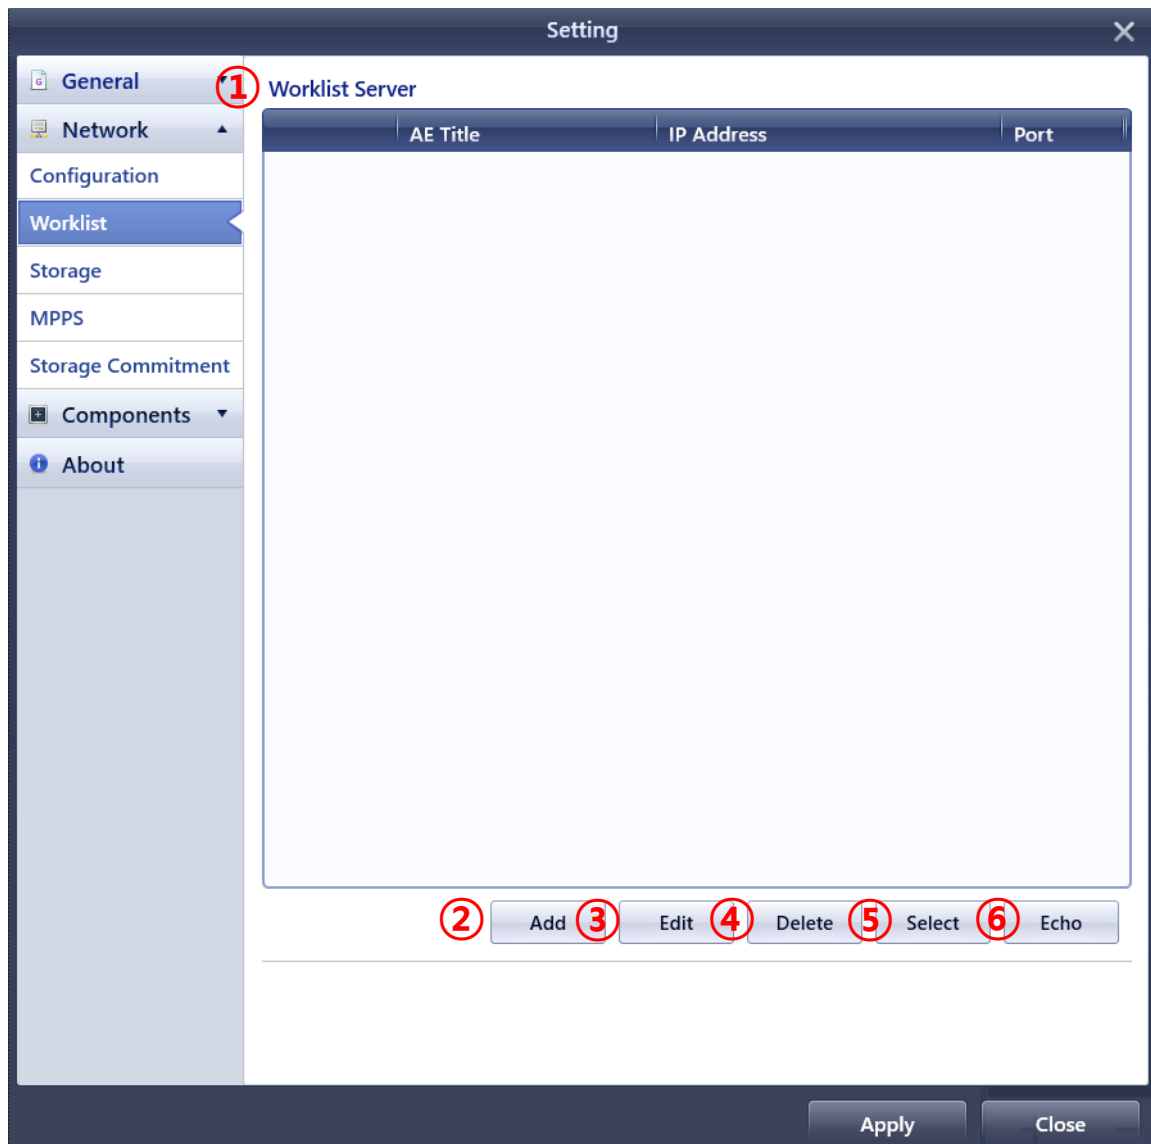 Setting
General
① Worklist Server
Network
AE Title IP Address Port
Configuration
Worklist
Storage
MPPS
Storage Commitment
Components
About
② Add ③ Edit ④ Delete ⑤ Select ⑥ Echo
Apply Close